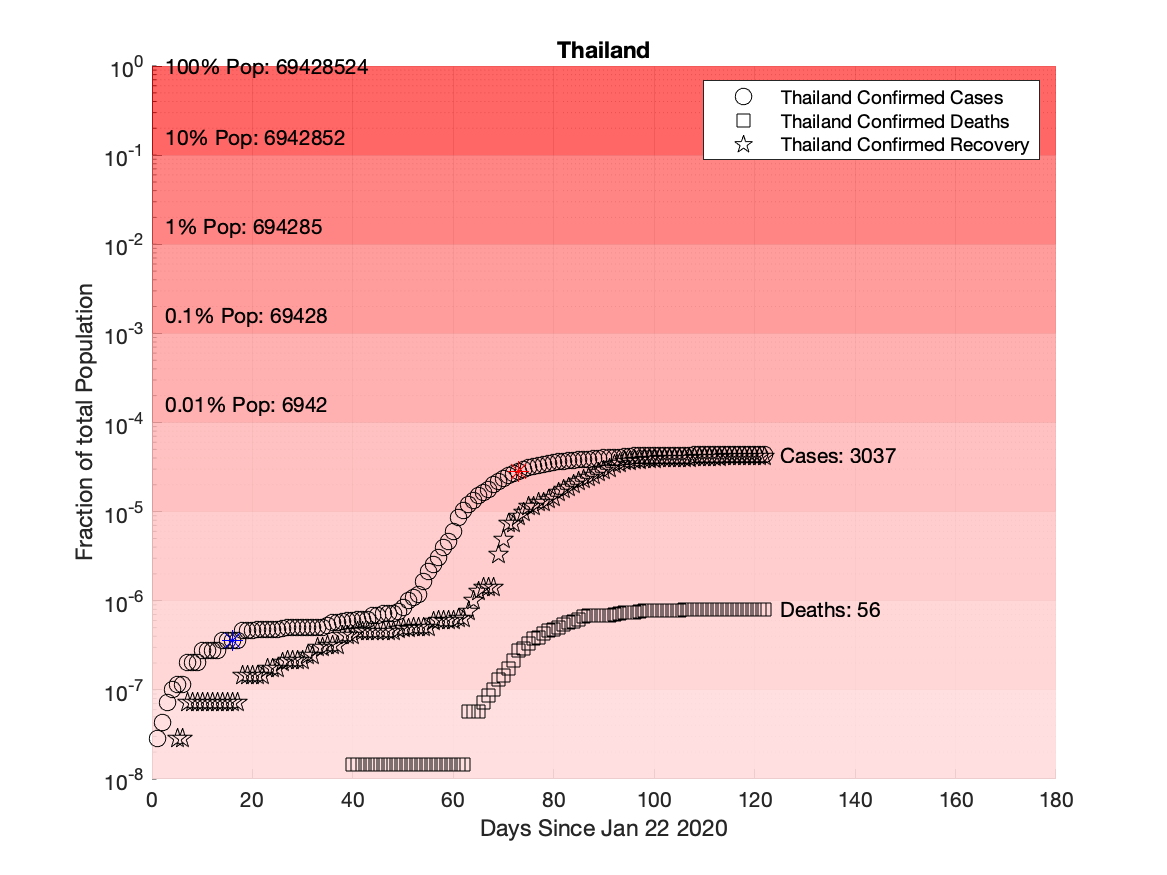 Thailand
10^0
100% Pop: 69428524
Thailand Confirmed Cases
Thailand Confirmed Deaths
Thailand Confirmed Recovery
10% Pop: 6942852
10^-1
1% Pop: 694285
10^-2
0.1% Pop: 69428
10^-3
0.01% Pop: 6942
10^-4
Cases: 3037
10^-5
10^-6
Deaths: 56
10^-7
10^-8
Fraction of total Population
0 20 40 60 80 100 120 140 160 180
Days Since Jan 22 2020